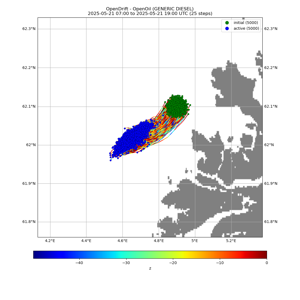 OpenDrift - OpenOil (GENERIC DIESEL)
2025-05-21 07:00 to 2025-05-21 19:00 UTC (25 steps)
initial (5000)
active (5000)
62.3°N 62.3°N
62.2°N 62.2°N
62.1°N 62.1°N
62°N 62°N
61.9°N 61.9°N
61.8°N 61.8°N
4.2°E 4.4°E 4.6°E 4.8°E 5°E 5.2°E
−40 −30 −20 −10 0
z